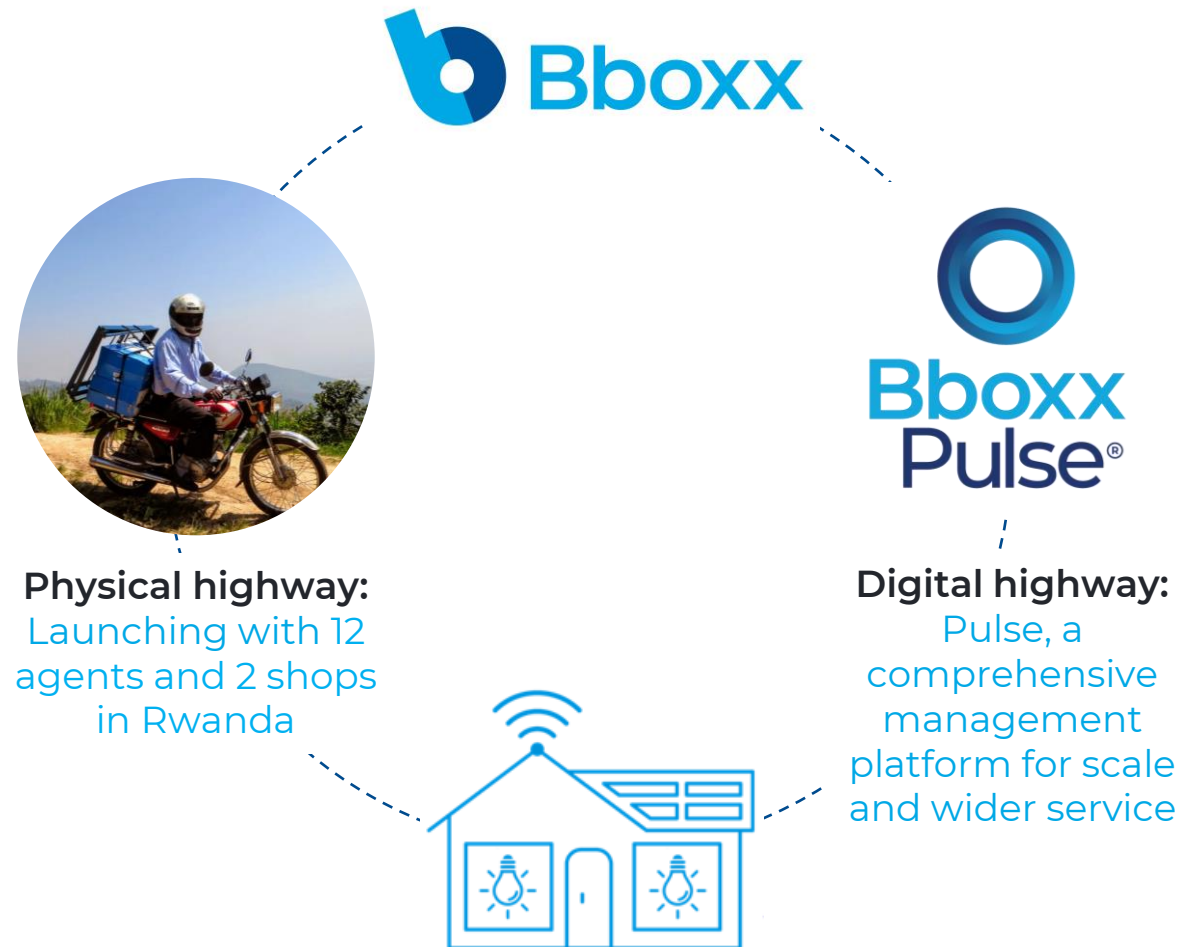 Bboxx
Bboxx
Pulse®
Physical highway:
Launching with 12
agents and 2 shops
in Rwanda
Digital highway:
Pulse, a
comprehensive
management
platform for scale
and wider service